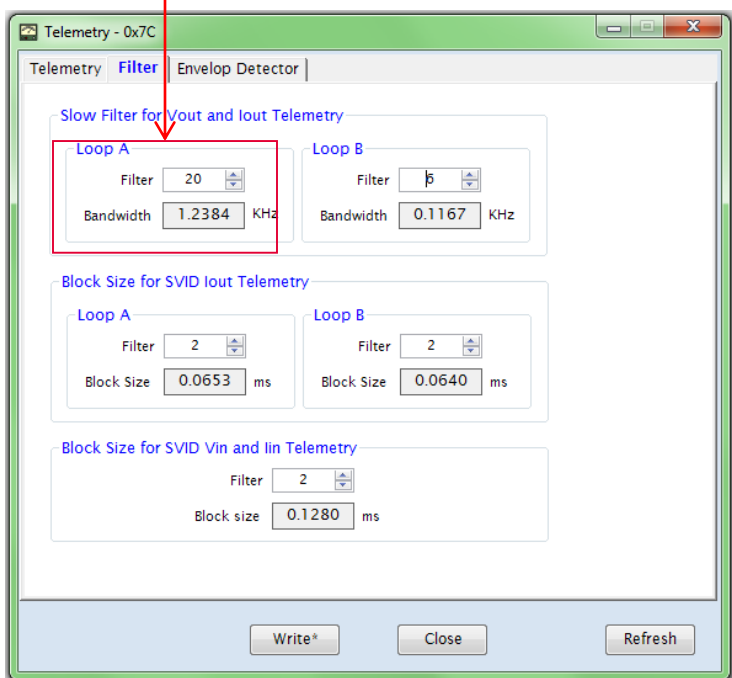 Telemetry - 0x7C
Telemetry Filter Envelop Detector
Slow Filter for Vout and Iout Telemetry
Loop A Loop B
Filter 20 Filter 6
Bandwidth 1.2384 KHz Bandwidth 0.1167 KHz
Block Size for SVID Iout Telemetry
Loop A Loop B
Filter 2 Filter 2
Block Size 0.0653 ms Block Size 0.0640 ms
Block Size for SVID Vin and Iin Telemetry
Filter 2
Block size 0.1280 ms
Write* Close Refresh